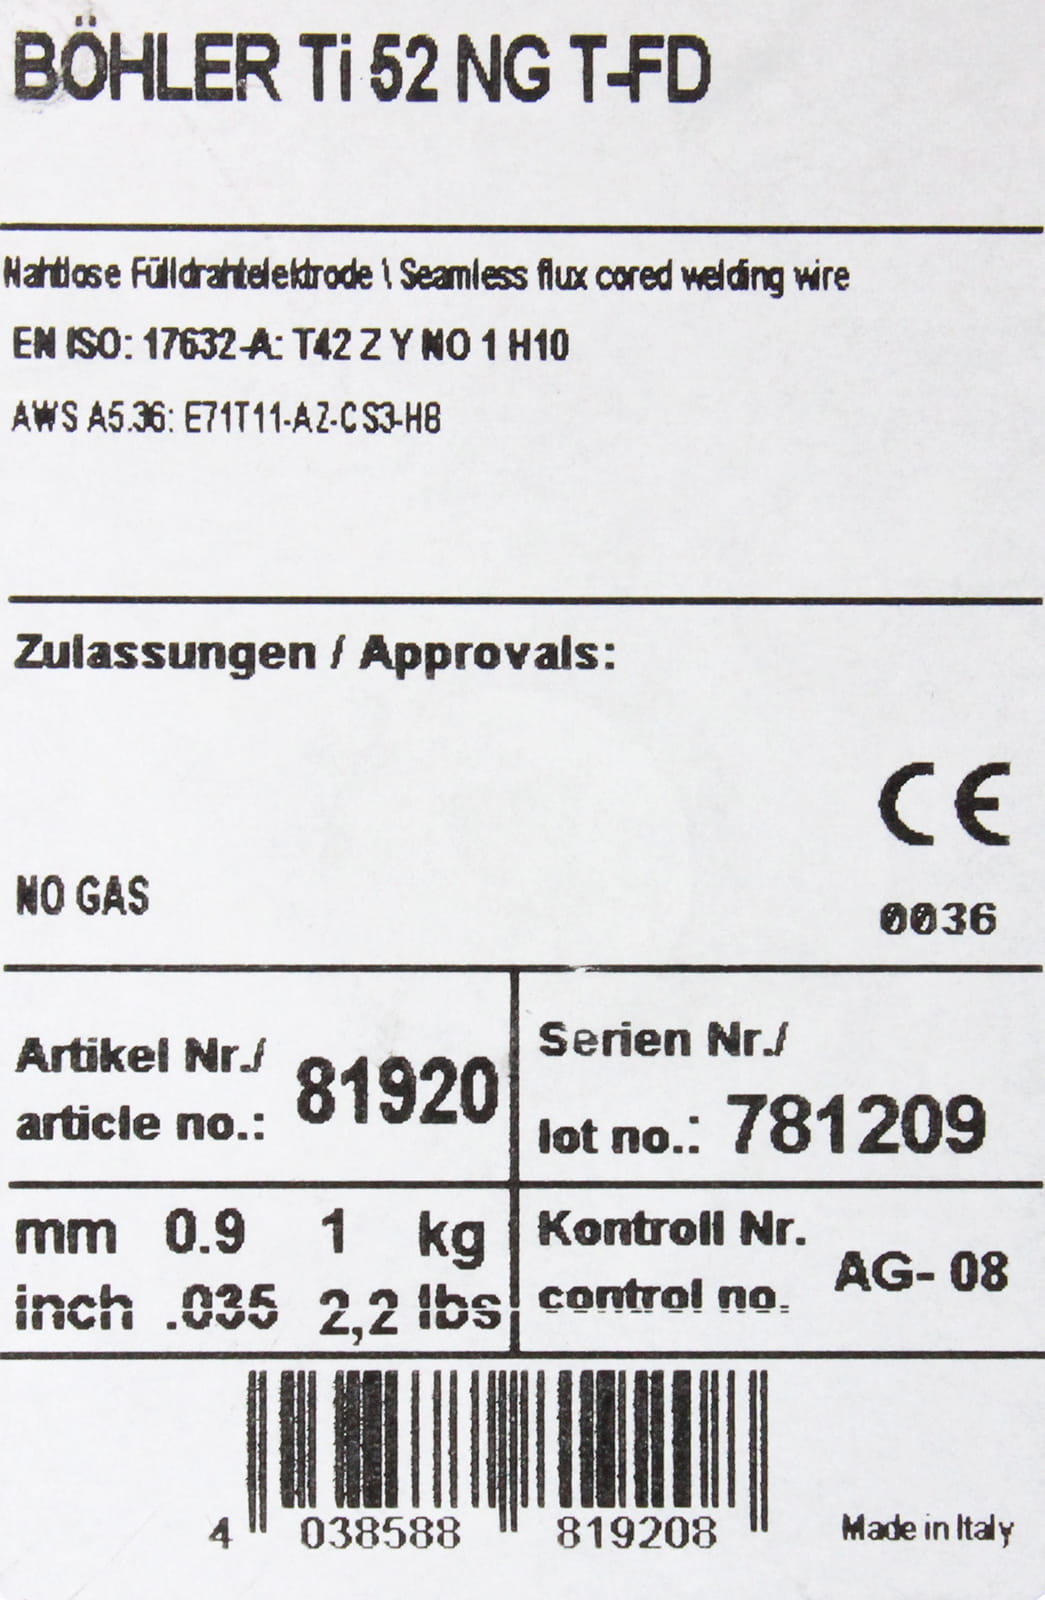 BÖHLER Ti 52 NG T-FD
Nahtlose Fülldrahtelektrode \ Seamless flux cored welding wire
EN ISO: 17632-A: T42 Z Y NO 1 H10
AWS A5.36: E71T11-AZ-CS3-H8
Zulassungen / Approvals:
CE
NO GAS
0036
Artikel Nr./
article no.: 81920
Serien Nr./
lot no.: 781209
mm 0.9 1 kg
inch .035 2,2 lbs
Kontroll Nr.
control no. AG- 08
4 038588 819208
Made in Italy